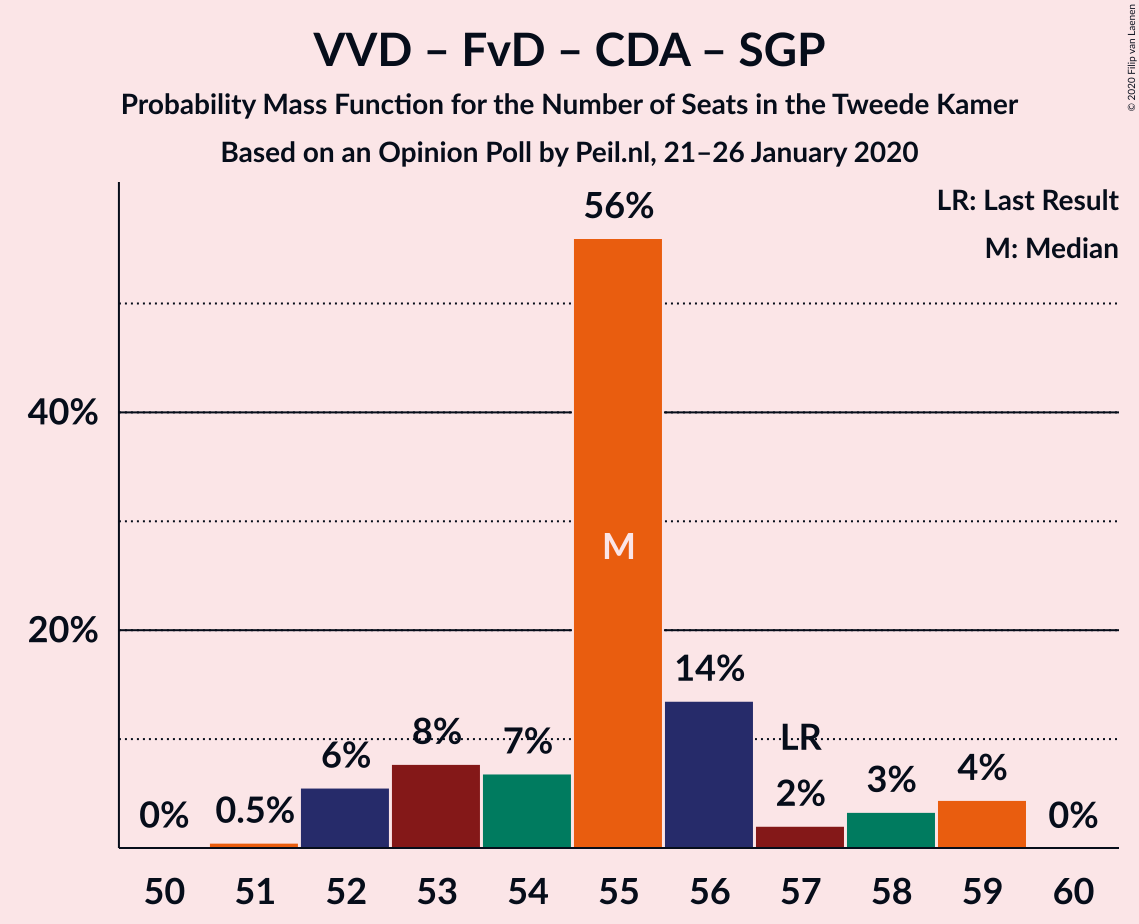 VVD – FvD – CDA – SGP
Probability Mass Function for the Number of Seats in the Tweede Kamer
Based on an Opinion Poll by Peil.nl, 21–26 January 2020
© 2020 Filip van Laenen
LR: Last Result
M: Median
56%
40%
M
20%
14%
8%
7%
LR
6%
4%
3%
2%
0%
0.5%
0%
50 51 52 53 54 55 56 57 58 59 60